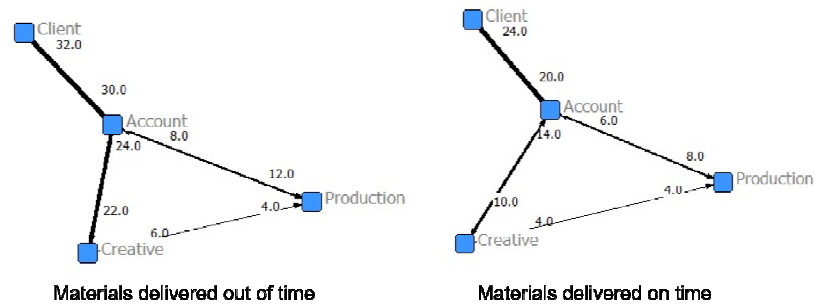 Client
32.0
30.0
Account
24.0
8.0
12.0
Production
22.0
6.0
4.0
Creative
Materials delivered out of time
Client
24.0
20.0
Account
14.0
6.0
8.0
Production
4.0
10.0
4.0
Creative
Materials delivered on time